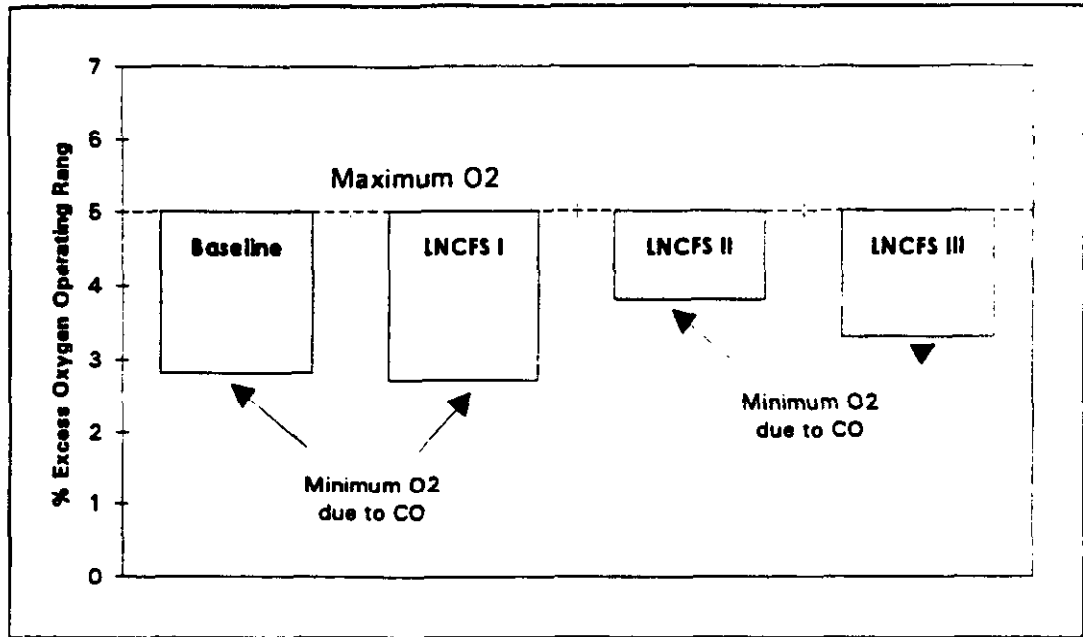 % Excess Oxygen Operating Rang
7
6
5
4
3
2
1
0
Maximum O2
Baseline
LNCFS I
LNCFS II
LNCFS III
Minimum O2
due to CO
Minimum O2
due to CO